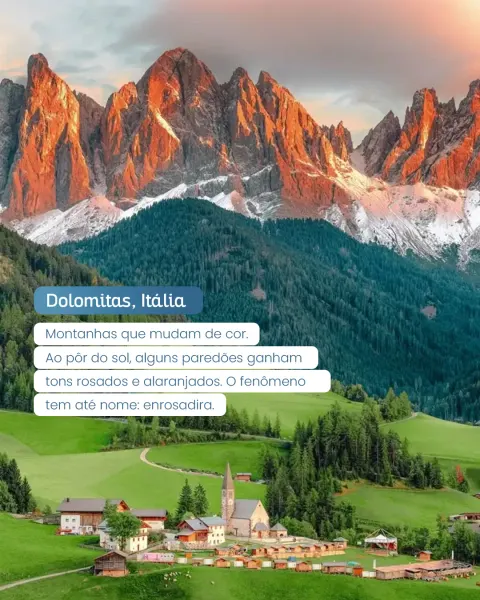 Dolomitas, Itália
Montanhas que mudam de cor.
Ao pôr do sol, alguns paredões ganham
tons rosados e alaranjados. O fenômeno
tem até nome: enrosadira.